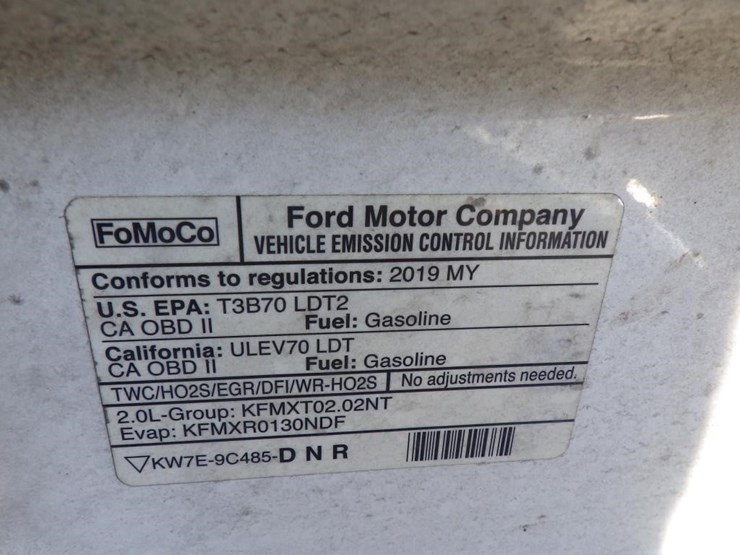 FoMoCo
Ford Motor Company
VEHICLE EMISSION CONTROL INFORMATION
Conforms to regulations: 2019 MY
U.S. EPA: T3B70 LDT2
CA OBD II Fuel: Gasoline
California: ULEV70 LDT
CA OBD II Fuel: Gasoline
TWC/HO2S/EGR/DFI/WR-HO2S No adjustments needed.
2.0L-Group: KFMXT02.02NT
Evap: KFMXR0130NDF
KW7E-9C485-D N R